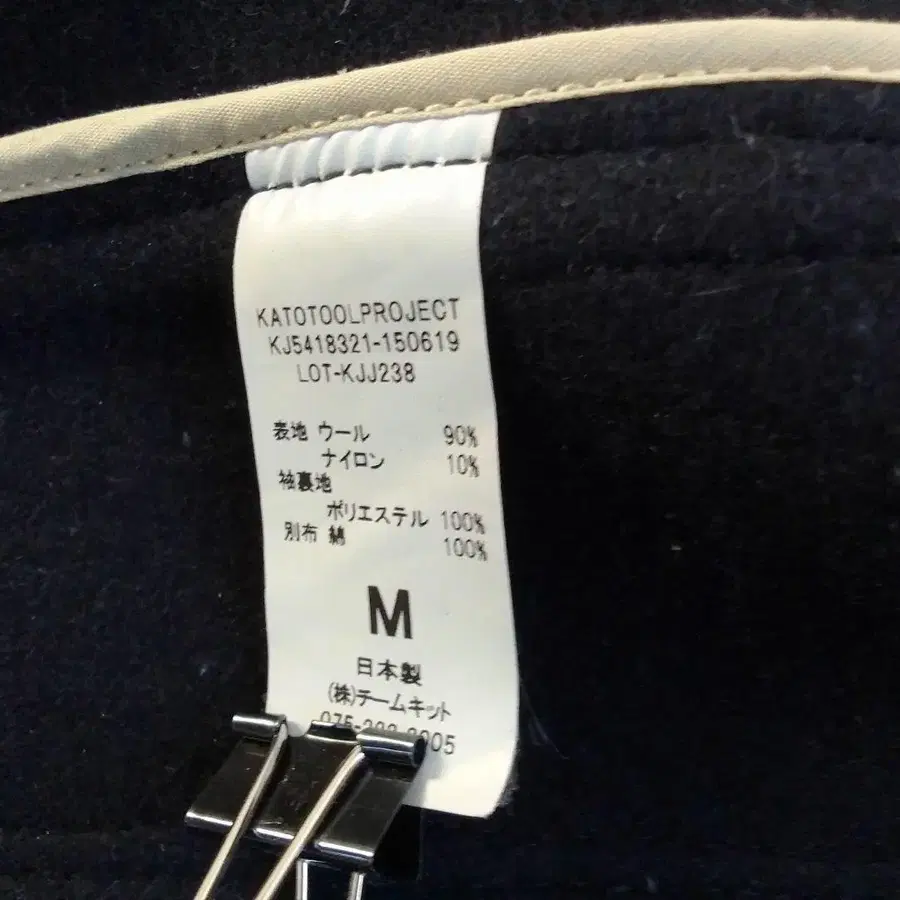 KATOTOOLPROJECT
KJ5418321-150619
LOT-KJJ238
表地 ウール 90%
ナイロン 10%
袖裏地
ポリエステル 100%
別布 綿 100%
M
日本製
(株)チームキット